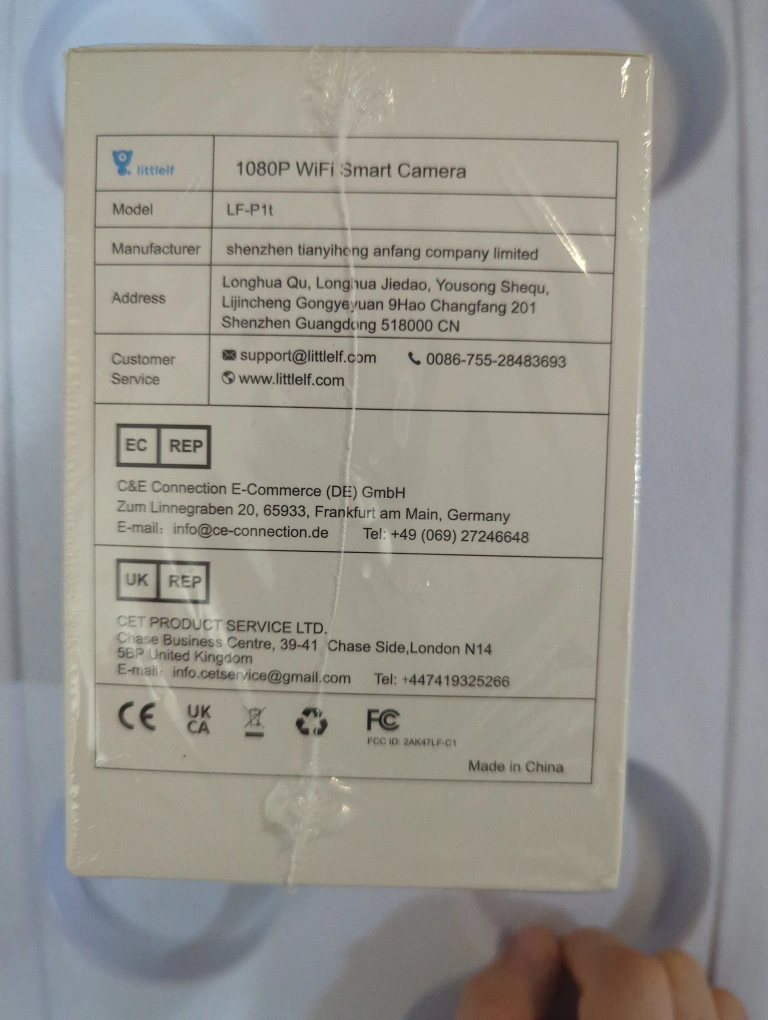 littlelf
1080P WiFi Smart Camera
Model
LF-P1t
Manufacturer
shenzhen tianyihong anfang company limited
Address
Longhua Qu, Longhua Jiedao, Yousong Shequ,
Lijincheng Gongyeyuan 9Hao Changfang 201
Shenzhen Guangdong 518000 CN
Customer
Service
support@littlelf.com 0086-755-28483693
www.littlelf.com
EC REP
C&E Connection E-Commerce (DE) GmbH
Zum Linnegraben 20, 65933, Frankfurt am Main, Germany
E-mail: info@ce-connection.de Tel: +49 (069) 27246648
UK REP
CET PRODUCT SERVICE LTD.
Chase Business Centre, 39-41 Chase Side,London N14
5BP United Kingdom
E-mail: info.cetservice@gmail.com Tel: +447419325266
CE
UK
CA
FC
FCC ID: 2AK47LF-C1
Made in China